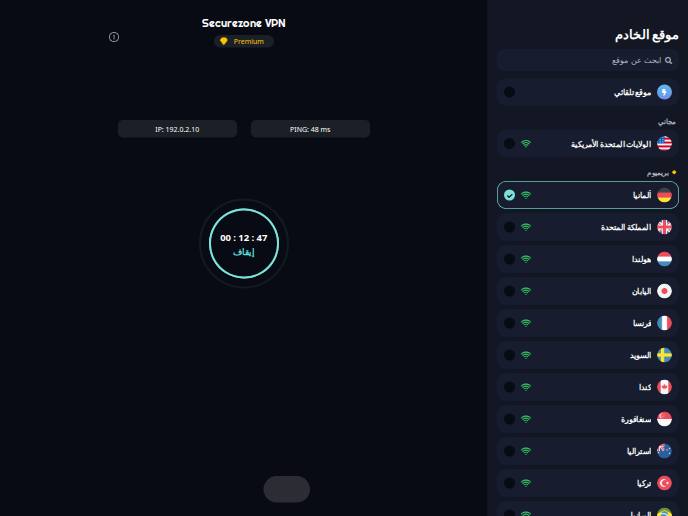 Securezone VPN
Premium
IP: 192.0.2.10
PING: 48 ms
00 : 12 : 47
إيقاف
موقع الخادم
ابحث عن موقع
موقع تلقائي
مجاني
الولايات المتحدة الأمريكية
بريميوم
ألمانيا
المملكة المتحدة
هولندا
اليابان
فرنسا
السويد
كندا
سنغافورة
استراليا
تركيا